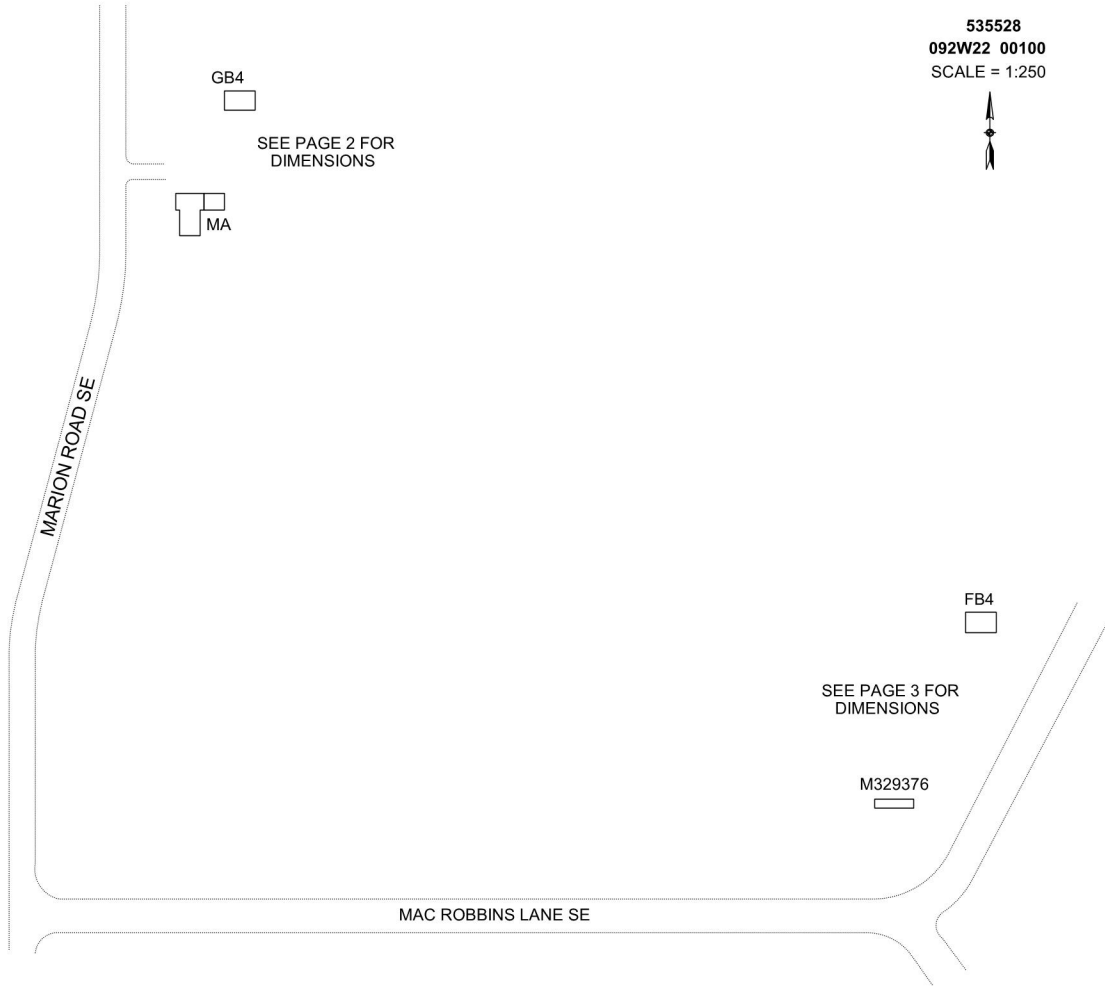 535528
092W22 00100
SCALE = 1:250
GB4
SEE PAGE 2 FOR
DIMENSIONS
MA
MARION ROAD SE
FB4
SEE PAGE 3 FOR
DIMENSIONS
M329376
MAC ROBBINS LANE SE